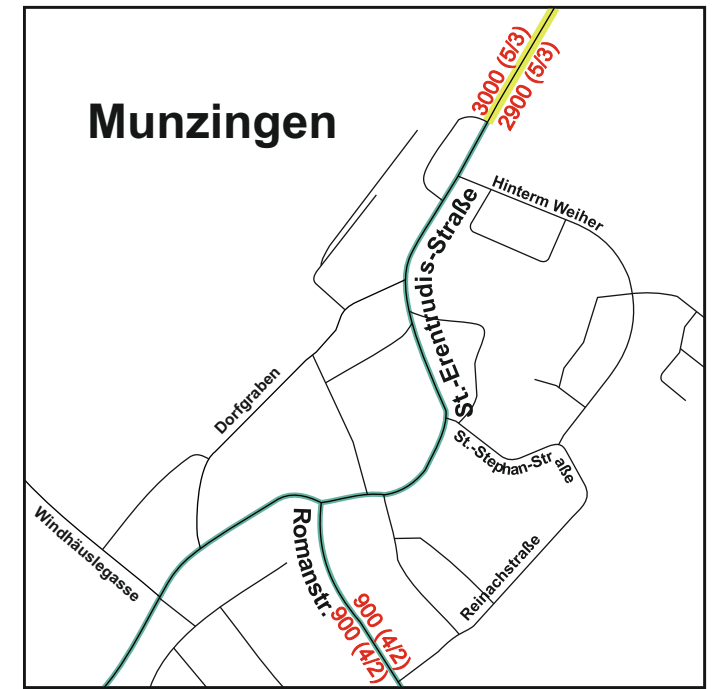 3000 (5/3)
2900 (5/3)
Munzingen
Hinterm Weiher
St.-Erentrudis-Straße
Dorfgraben
St.-Stephan-Straße
Windhäuslegasse
Romanstr.
Reinachstraße
900 (4/2)
900 (4/2)